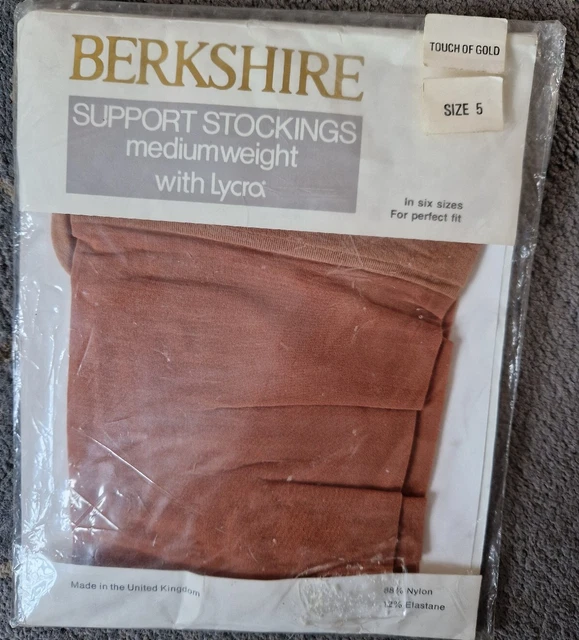 BERKSHIRE
TOUCH OF GOLD
SIZE 5
SUPPORT STOCKINGS
mediumweight
with Lycra
In six sizes
For perfect fit
Made in the United Kingdom
88% Nylon
12% Elastane